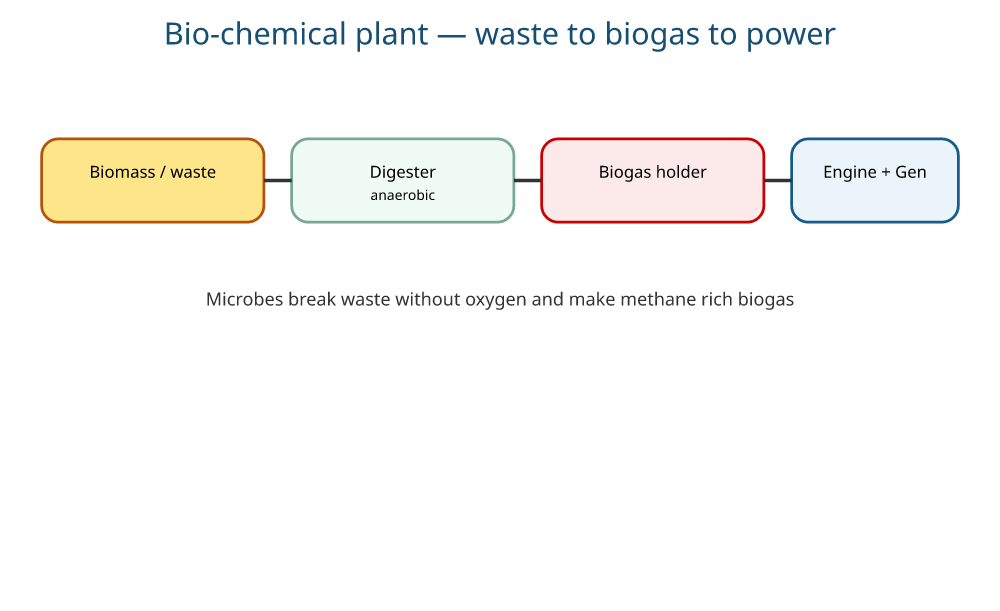 Bio-chemical plant — waste to biogas to power
Biomass / waste
Digester
anaerobic
Biogas holder
Engine + Gen
Microbes break waste without oxygen and make methane rich biogas